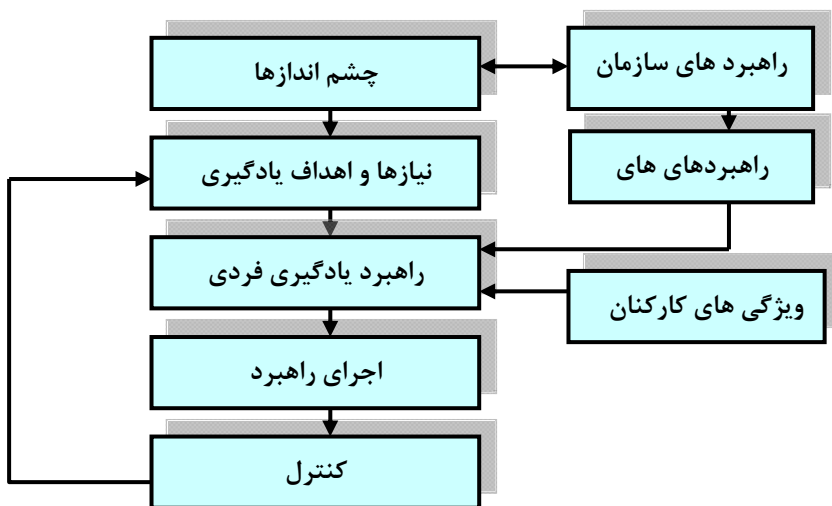 راهبرد های سازمان
چشم اندازها
راهبردهای های
نیازها و اهداف یادگیری
راهبرد یادگیری فردی
ویژگی های کارکنان
اجرای راهبرد
کنترل